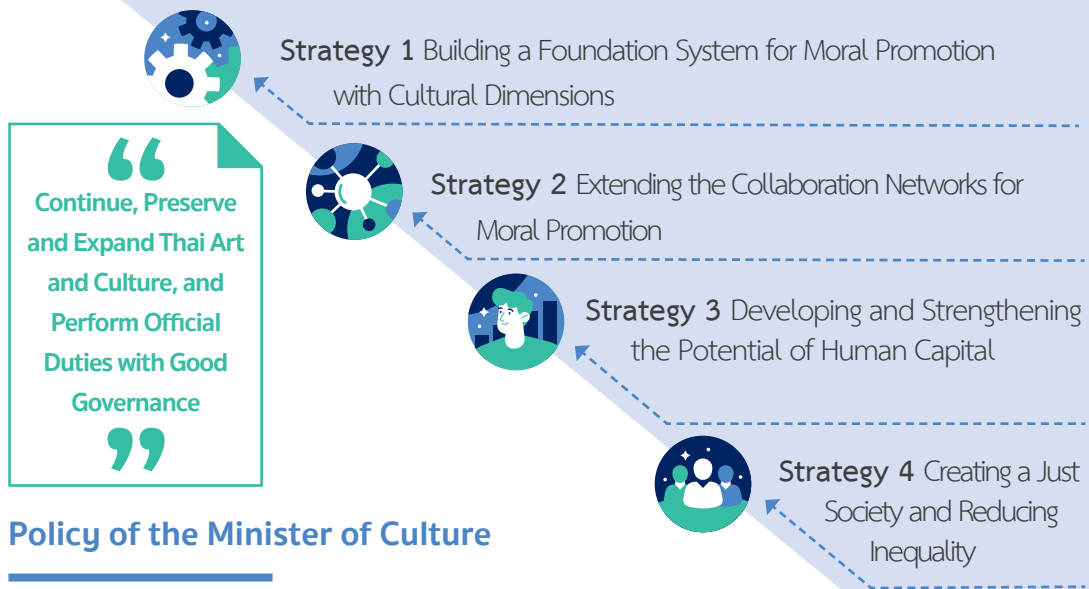 Strategy 1 Building a Foundation System for Moral Promotion
with Cultural Dimensions
“
Continue, Preserve
and Expand Thai Art
and Culture, and
Perform Official
Duties with Good
Governance
”
Strategy 2 Extending the Collaboration Networks for
Moral Promotion
Strategy 3 Developing and Strengthening
the Potential of Human Capital
Strategy 4 Creating a Just
Society and Reducing
Inequality
Policy of the Minister of Culture